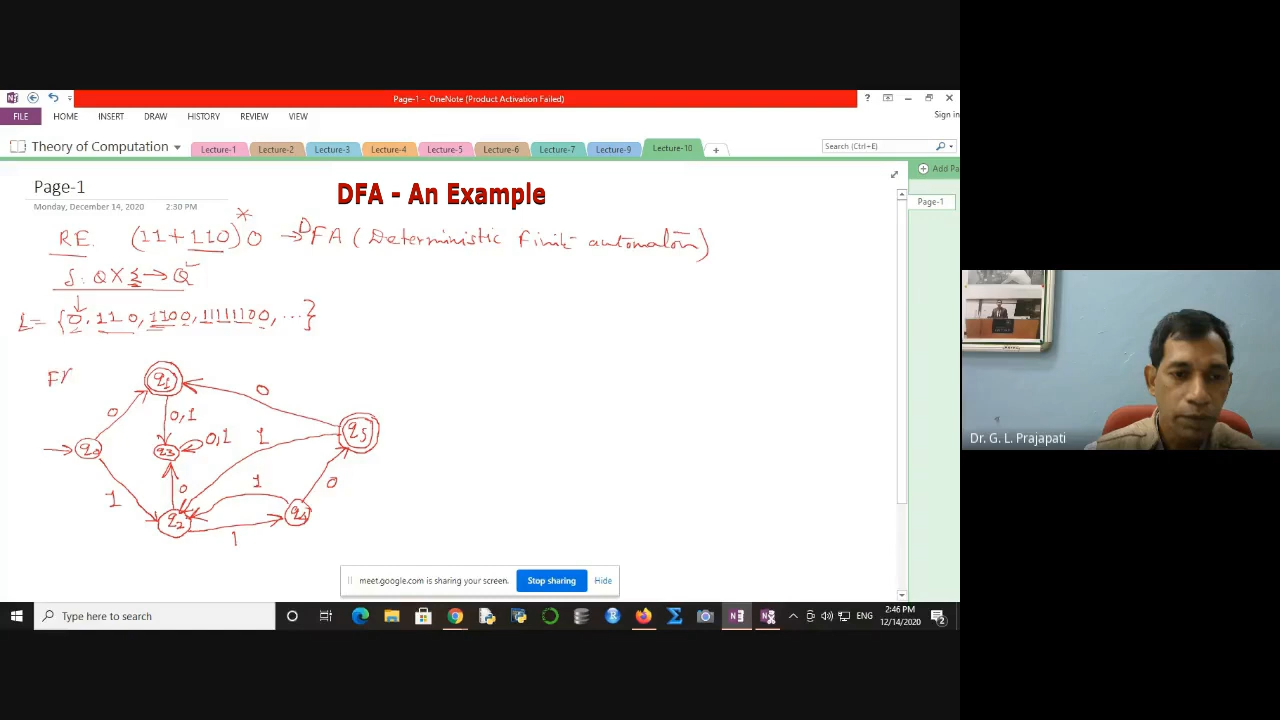 Page-1 - OneNote (Product Activation Failed)
FILE HOME INSERT DRAW HISTORY REVIEW VIEW
Sign in
Theory of Computation Lecture-1 Lecture-2 Lecture-3 Lecture-4 Lecture-5 Lecture-6 Lecture-7 Lecture-9 Lecture-10
Search (Ctrl+E)
Add Pa
Page-1
Page-1
DFA - An Example
Monday, December 14, 2020 2:30 PM
RE. (11+110)*0 → DFA (Deterministic Finite automaton)
δ: Q X Σ → Q
L = {0, 110, 1100, 11111100, ...}
q1
0
0,1
0
1
q0
q3
0,1
q5
1
0
1
0
q2
q4
1
Dr. G. L. Prajapati
meet.google.com is sharing your screen. Stop sharing Hide
Type here to search
ENG
2:46 PM
12/14/2020
2